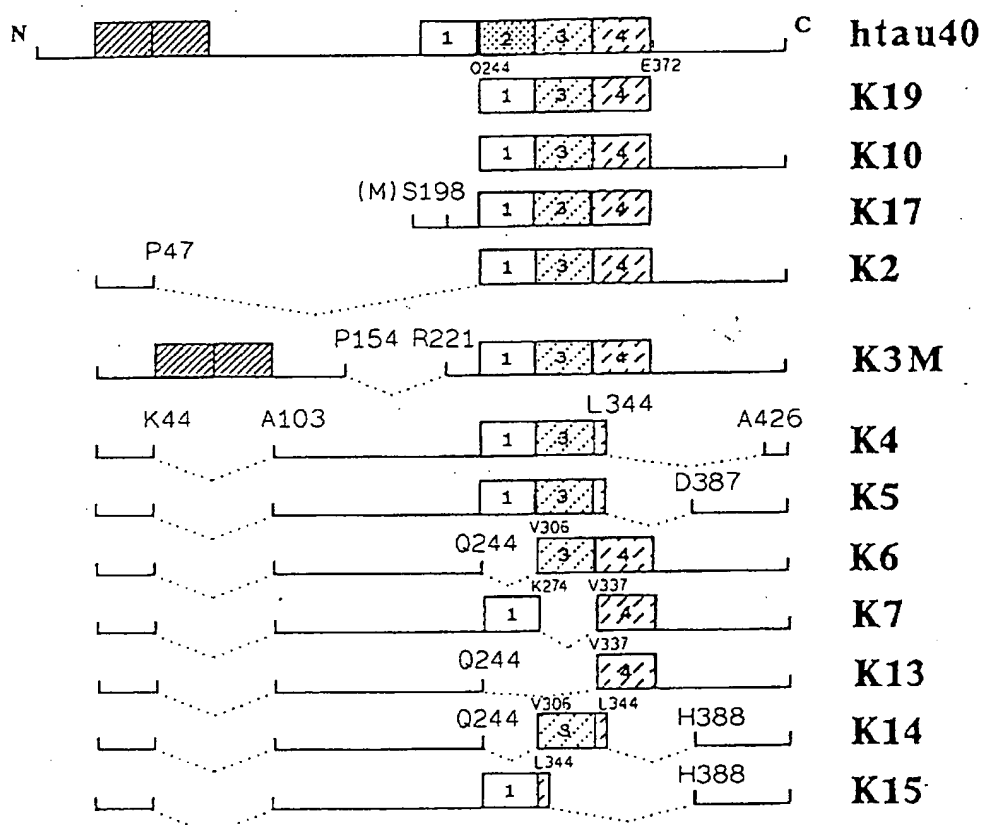 N C htau40
1 2 3 4
Q244 E372
1 3 4 K19
1 3 4 K10
(M) S198
1 3 4 K17
P47
1 3 4 K2
P154 R221
1 3 4 K3M
L344
K44 A103 A426
1 3 K4
D387
1 3 K5
V306
Q244
3 4 K6
K274 V337
1 4 K7
V337
Q244
4 K13
V306 L344
Q244 H388
3 K14
L344
H388
1 K15